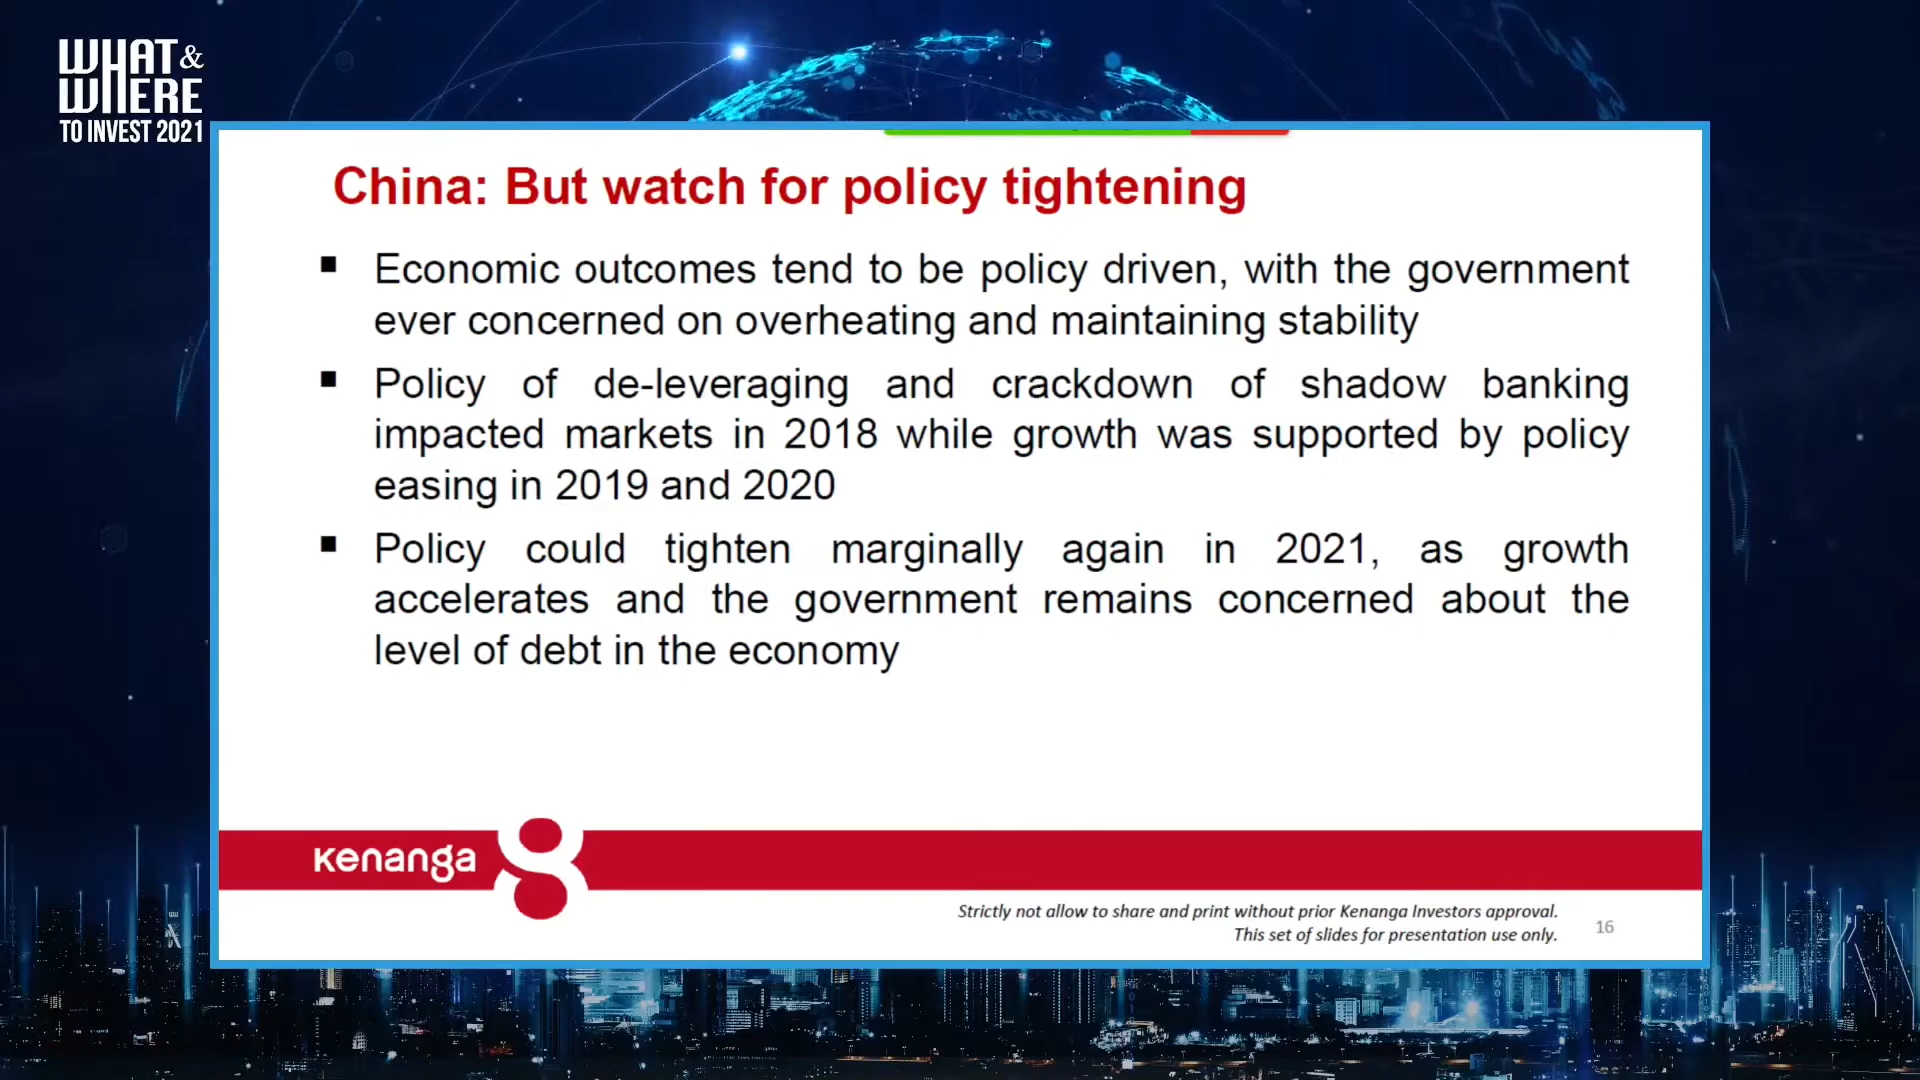 WHAT &
WHERE
TO INVEST 2021
China: But watch for policy tightening
Economic outcomes tend to be policy driven, with the government
ever concerned on overheating and maintaining stability
Policy of de-leveraging and crackdown of shadow banking
impacted markets in 2018 while growth was supported by policy
easing in 2019 and 2020
Policy could tighten marginally again in 2021, as growth
accelerates and the government remains concerned about the
level of debt in the economy
kenanga
Strictly not allow to share and print without prior Kenanga Investors approval.
This set of slides for presentation use only.
16